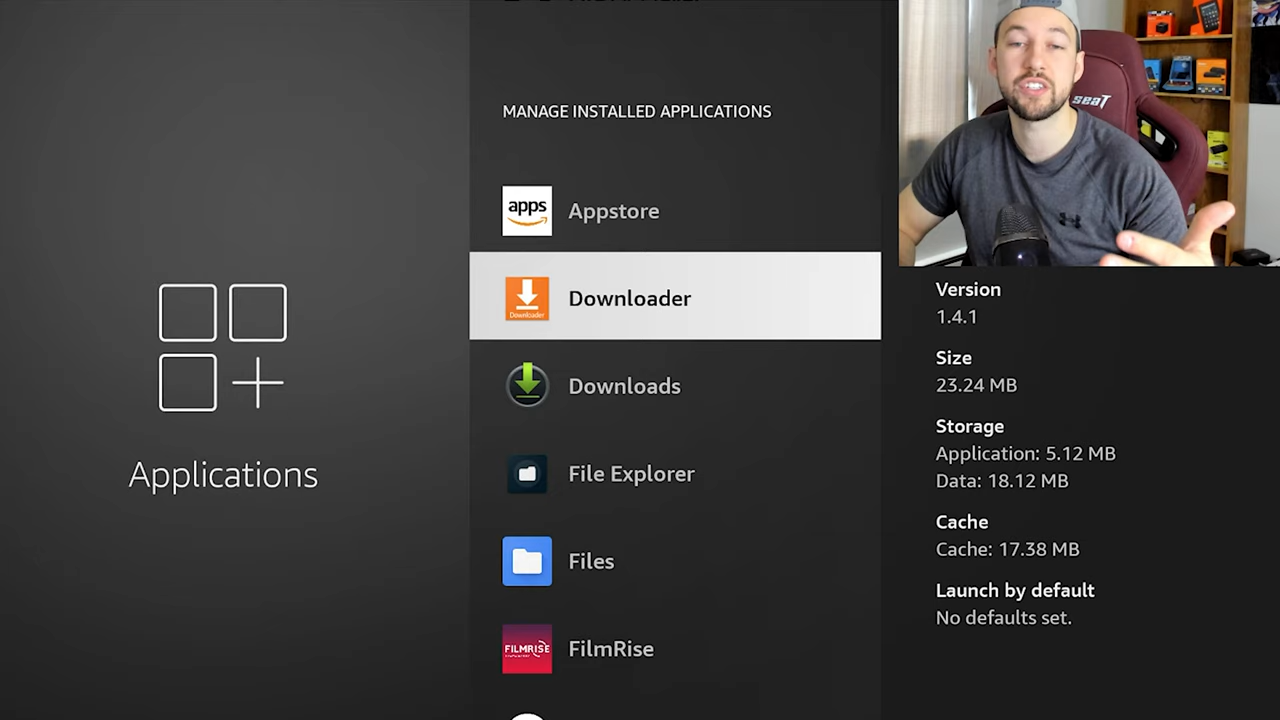 MANAGE INSTALLED APPLICATIONS
apps
Appstore
Downloader
Downloader
Downloads
File Explorer
Files
FILMRISE
FilmRise
Applications
seaT
Version
1.4.1
Size
23.24 MB
Storage
Application: 5.12 MB
Data: 18.12 MB
Cache
Cache: 17.38 MB
Launch by default
No defaults set.